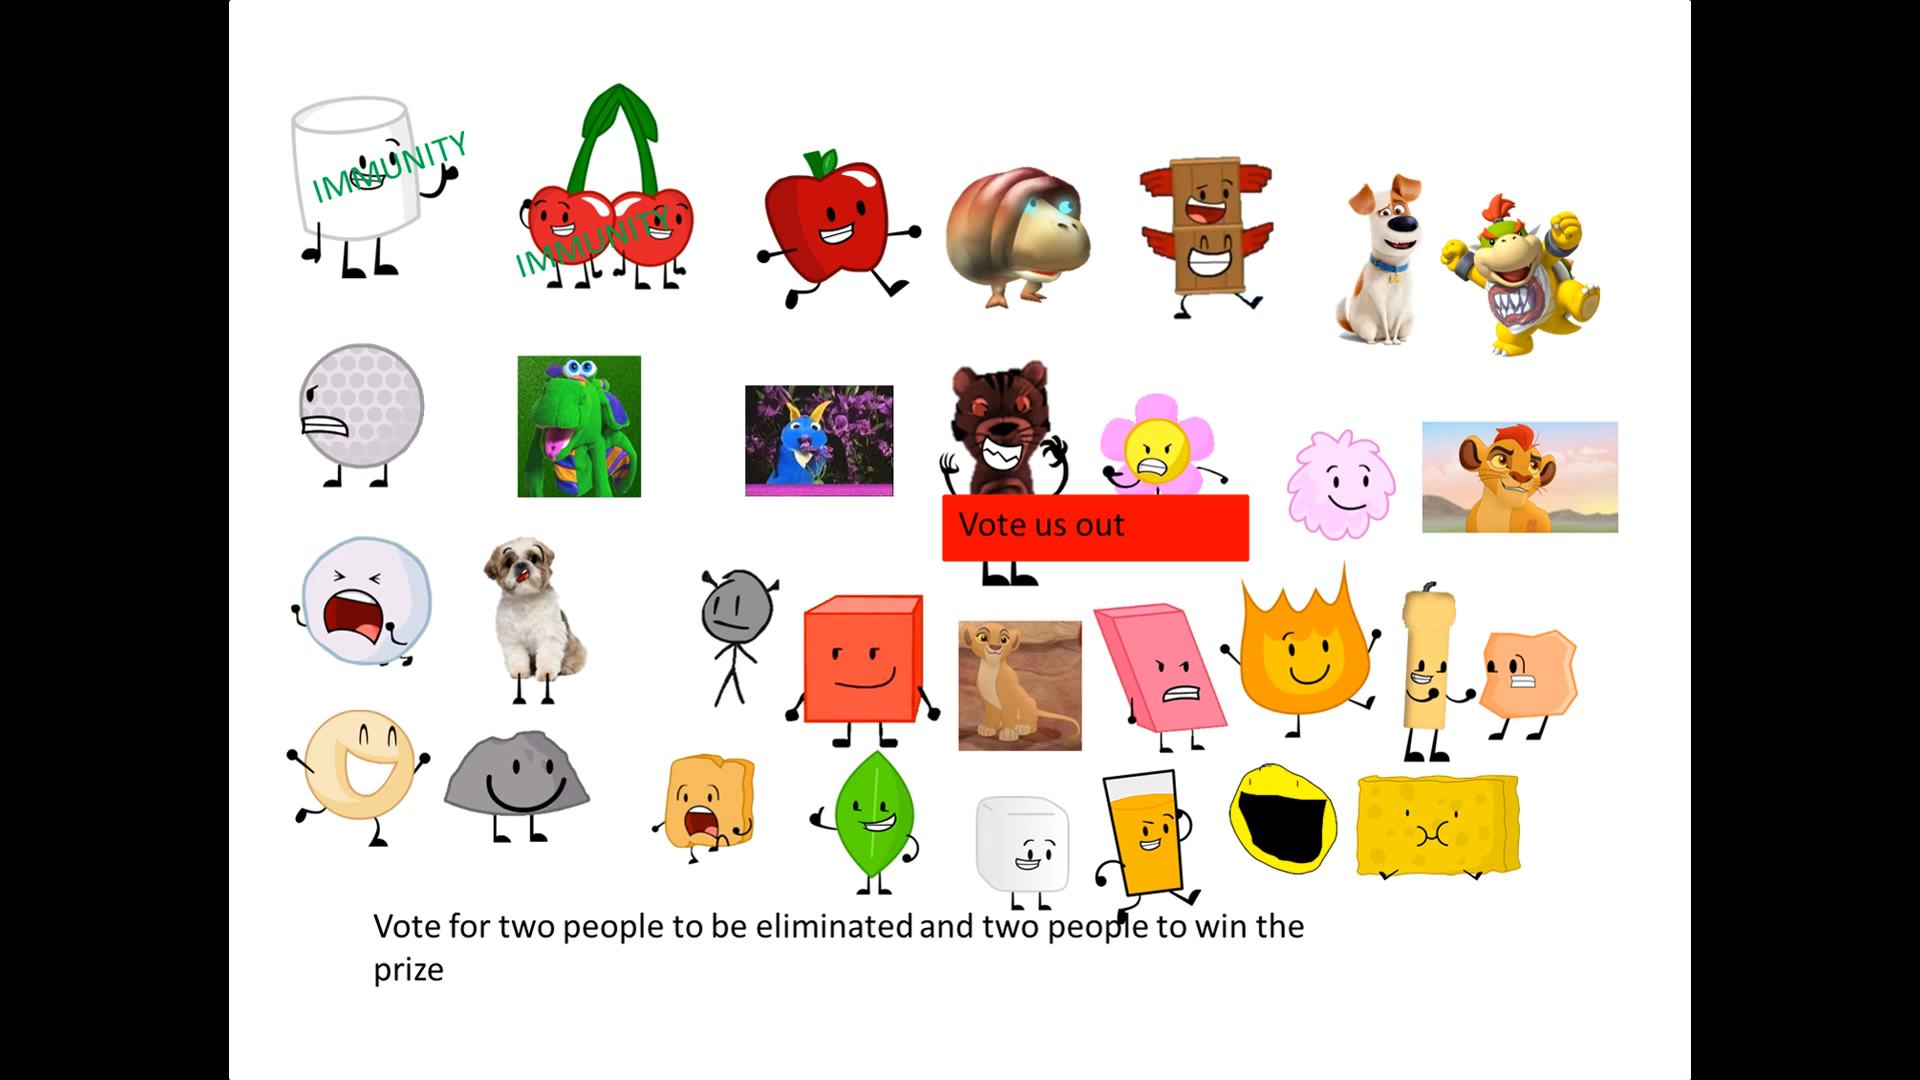 IMMUNITY
IMMUNITY
Vote us out
Vote for two people to be eliminated and two people to win the
prize